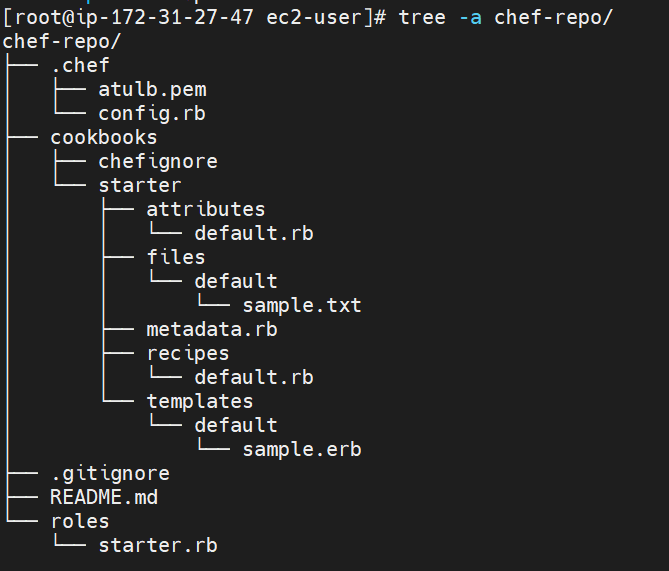 [root@ip-172-31-27-47 ec2-user]# tree -a chef-repo/
chef-repo/
├── .chef
│   ├── atulb.pem
│   └── config.rb
├── cookbooks
│   ├── chefignore
│   └── starter
│       ├── attributes
│       │   └── default.rb
│       ├── files
│       │   └── default
│       │       └── sample.txt
│       ├── metadata.rb
│       ├── recipes
│       │   └── default.rb
│       └── templates
│           └── default
│               └── sample.erb
├── .gitignore
├── README.md
└── roles
    └── starter.rb